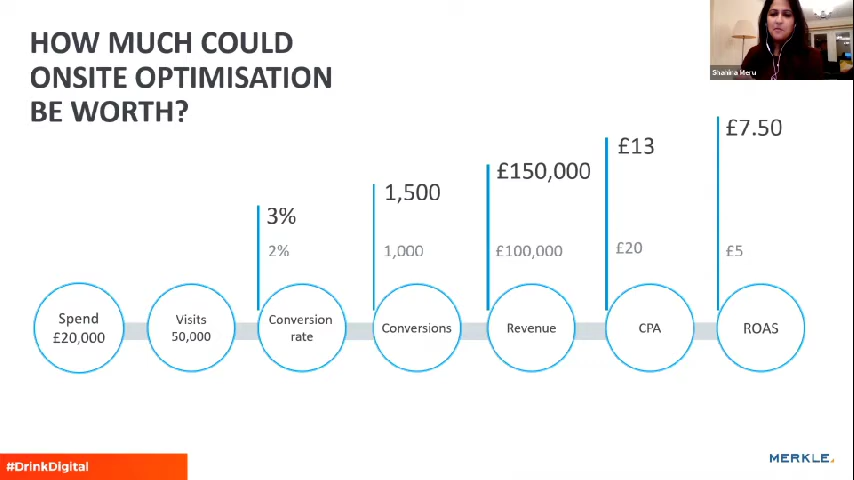 HOW MUCH COULD
ONSITE OPTIMISATION
BE WORTH?
£7.50
£13
£150,000
1,500
3%
2%
1,000
£100,000
£20
£5
Spend
£20,000
Visits
50,000
Conversion
rate
Conversions
Revenue
CPA
ROAS
#DrinkDigital
MERKLE